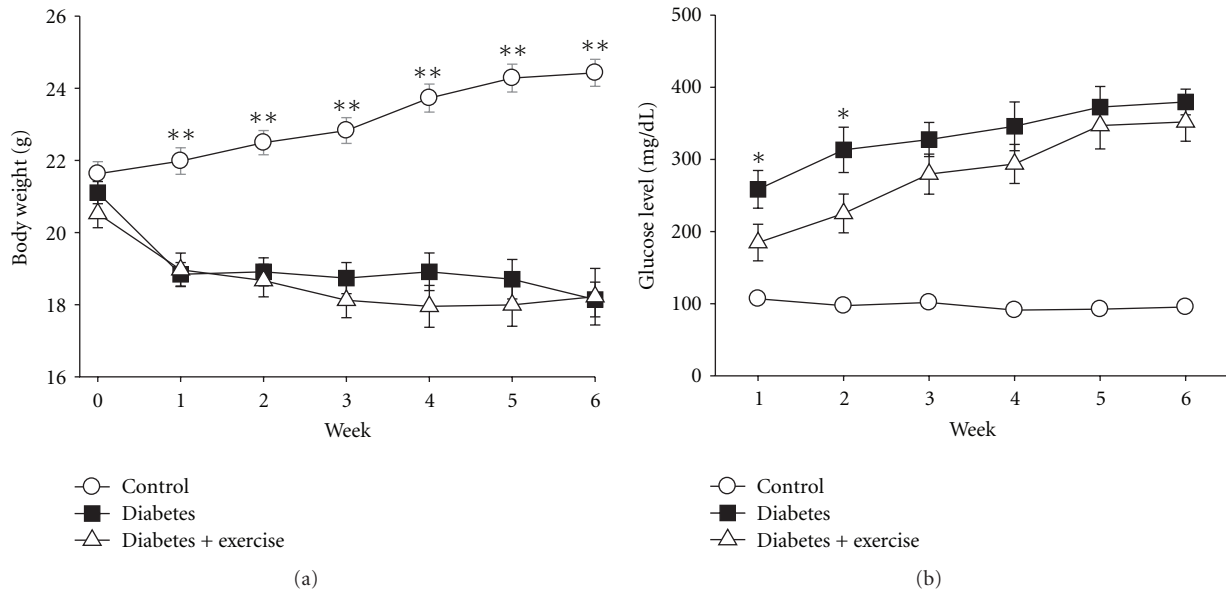 26
24
22
20
18
16
Body weight (g)
** ** ** ** ** **
0 1 2 3 4 5 6
Week
Control
Diabetes
Diabetes + exercise
(a)
500
400
300
200
100
0
Glucose level (mg/dL)
* *
1 2 3 4 5 6
Week
Control
Diabetes
Diabetes + exercise
(b)